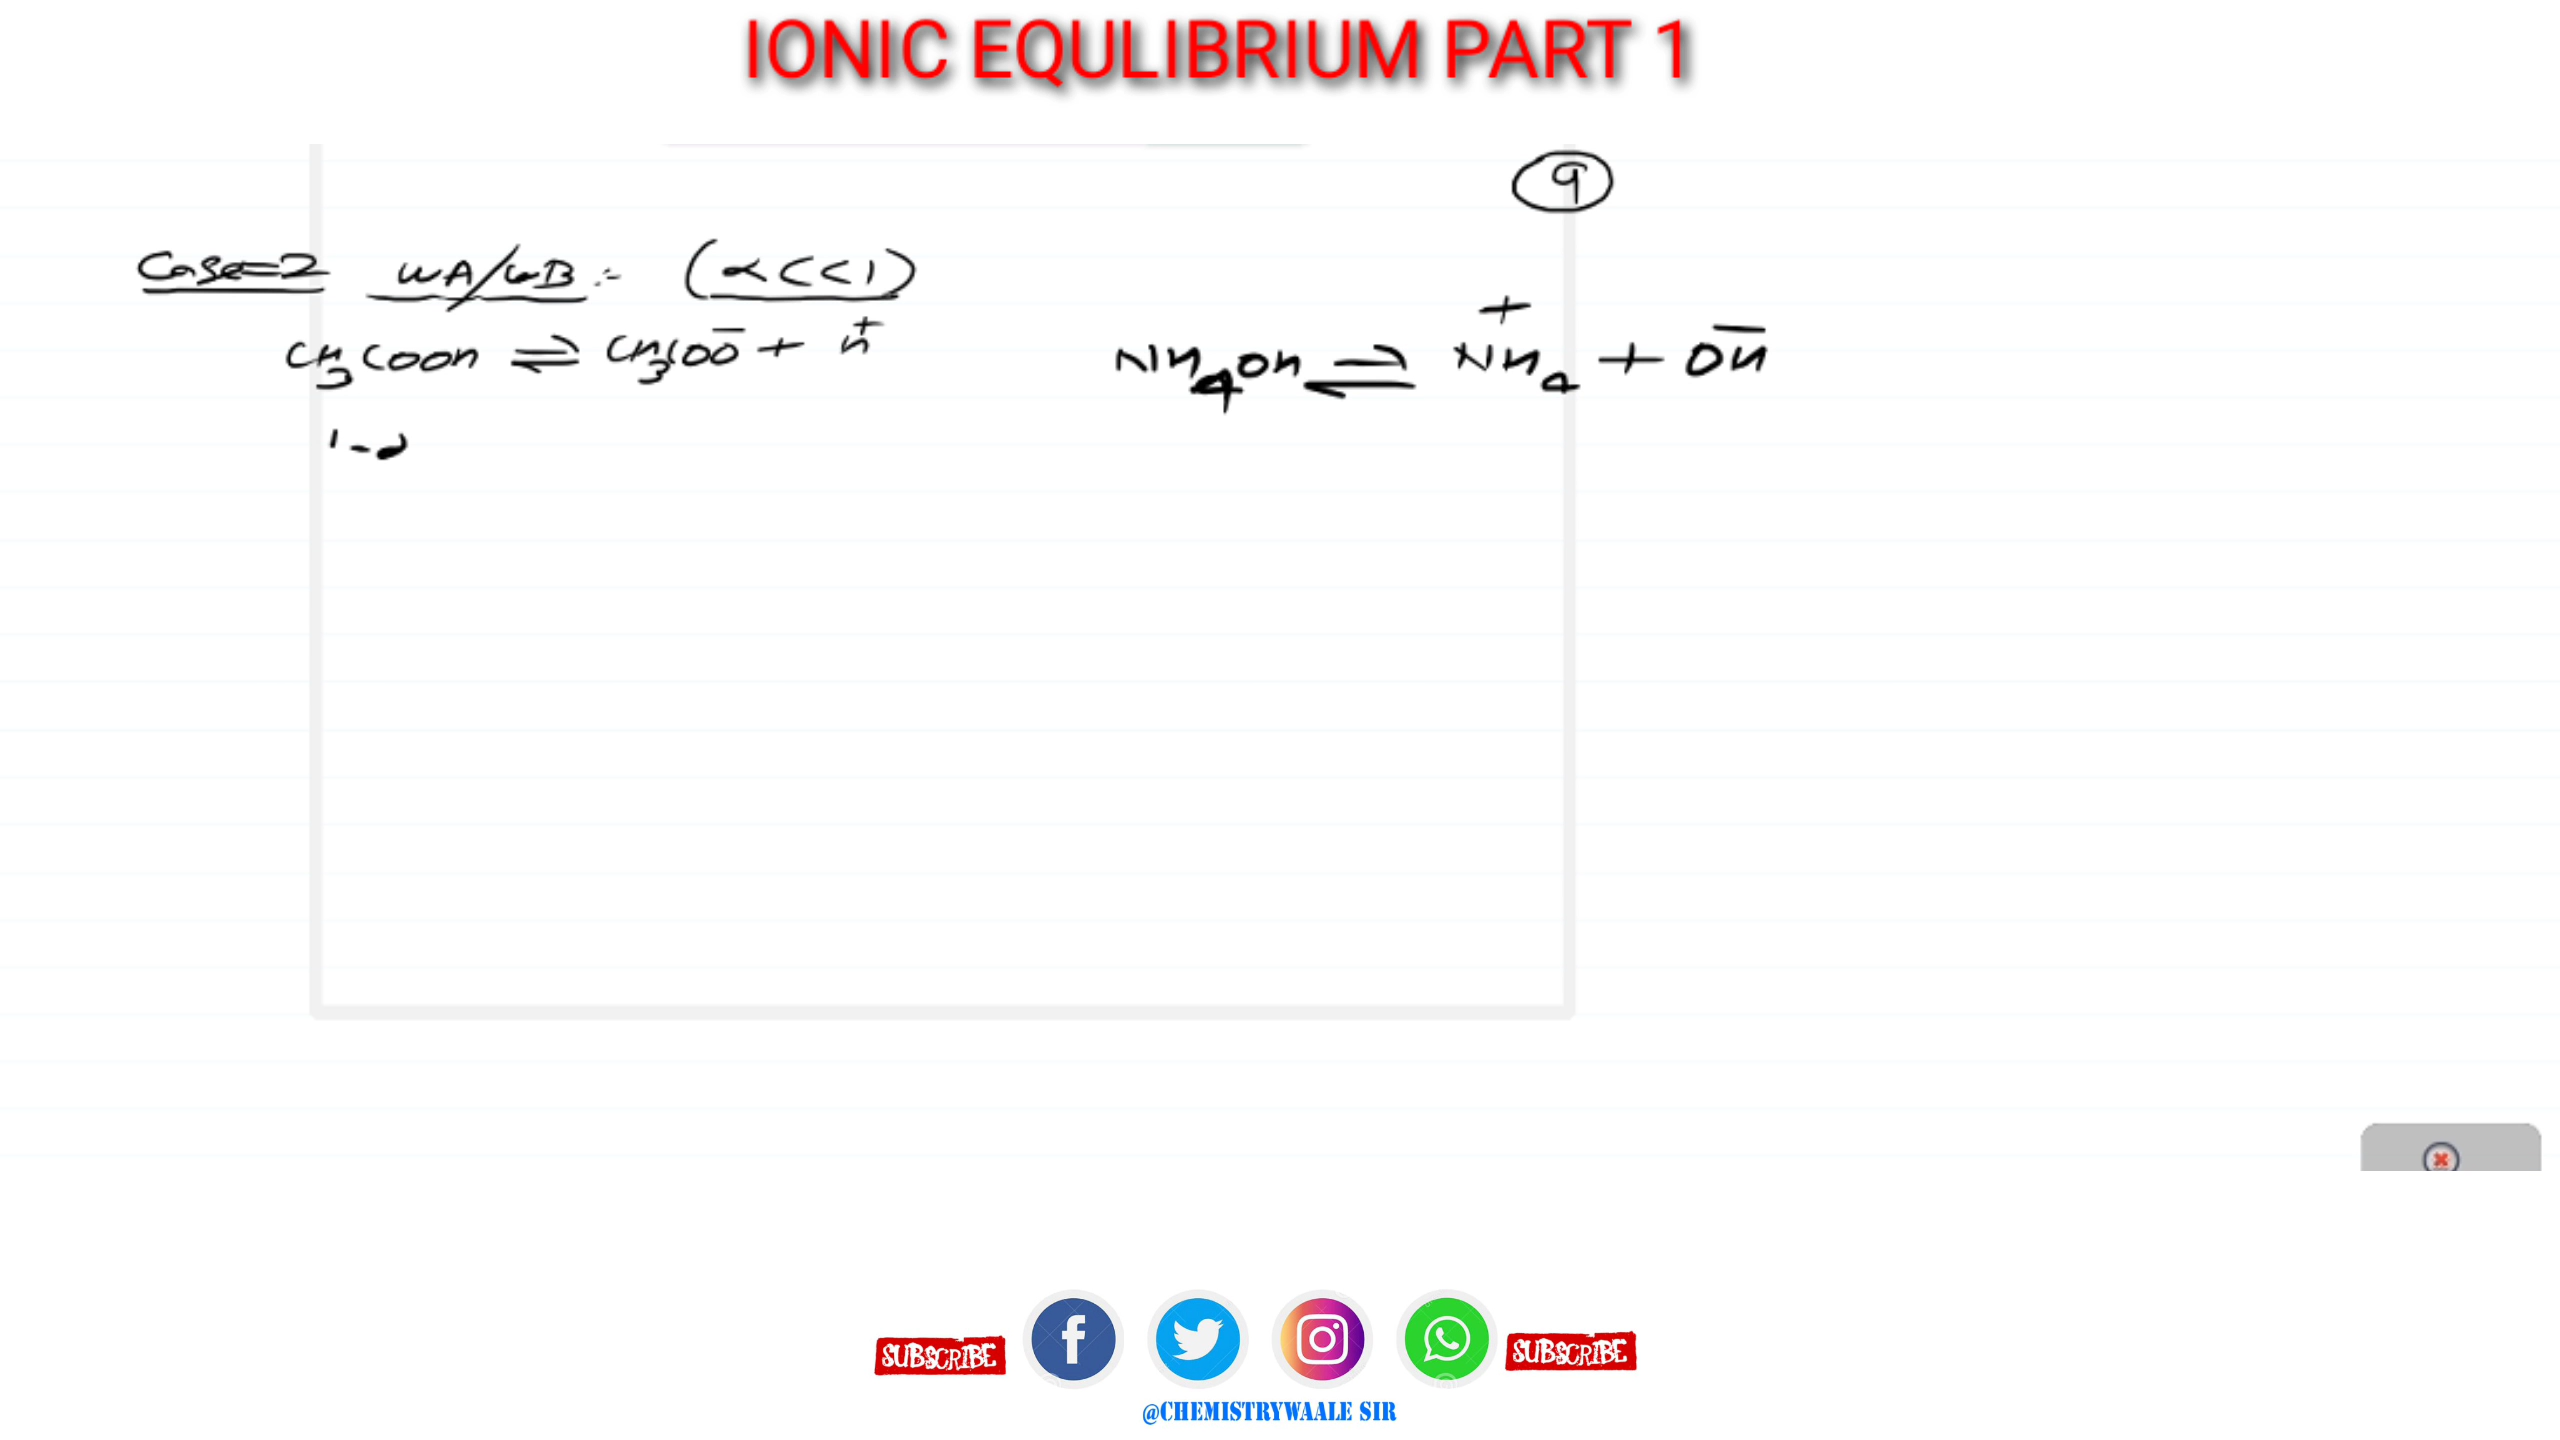 IONIC EQULIBRIUM PART 1
9
Case=2 WA/WB:- (α<<1)
CH3COOH ⇌ CH3COO⁻ + H⁺
NH4OH ⇌ NH4⁺ + OH⁻
1-α
SUBSCRIBE
SUBSCRIBE
@CHEMISTRYWAALE SIR